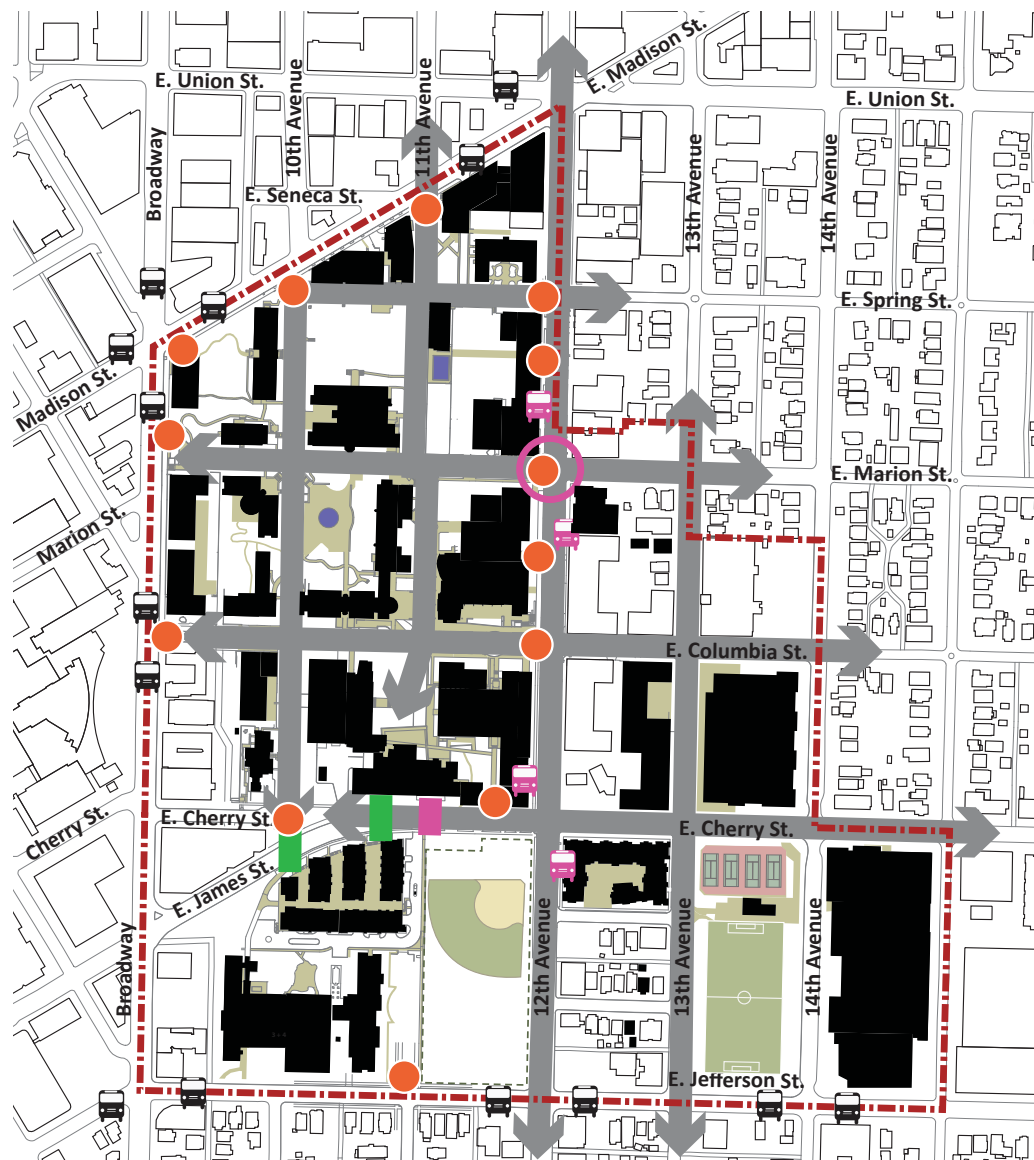 E. Madison St.
E. Union St.
E. Union St.
10th Avenue
11th Avenue
Broadway
E. Seneca St.
13th Avenue
14th Avenue
E. Spring St.
Madison St.
E. Marion St.
Marion St.
E. Columbia St.
E. Cherry St.
E. Cherry St.
Cherry St.
E. James St.
Broadway
12th Avenue
13th Avenue
14th Avenue
E. Jefferson St.